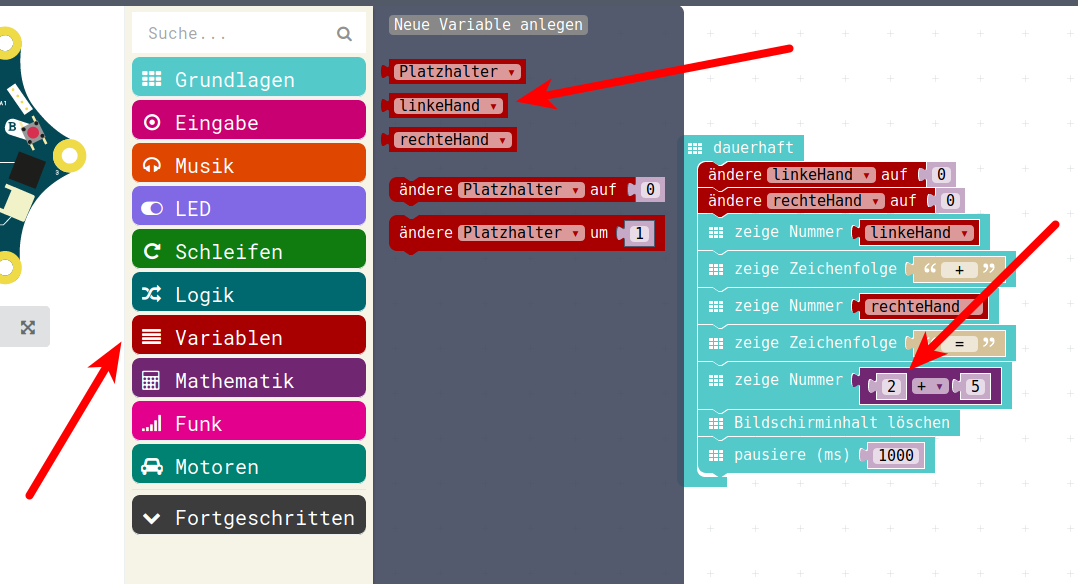 Suche...
Grundlagen
Eingabe
Musik
LED
Schleifen
Logik
Variablen
Mathematik
Funk
Motoren
Fortgeschritten
Neue Variable anlegen
Platzhalter
linkeHand
rechteHand
ändere Platzhalter auf 0
ändere Platzhalter um 1
dauerhaft
ändere linkeHand auf 0
ändere rechteHand auf 0
zeige Nummer linkeHand
zeige Zeichenfolge “ + ”
zeige Nummer rechteHand
zeige Zeichenfolge = ”
zeige Nummer 2 + 5
Bildschirminhalt löschen
pausiere (ms) 1000
A1
B